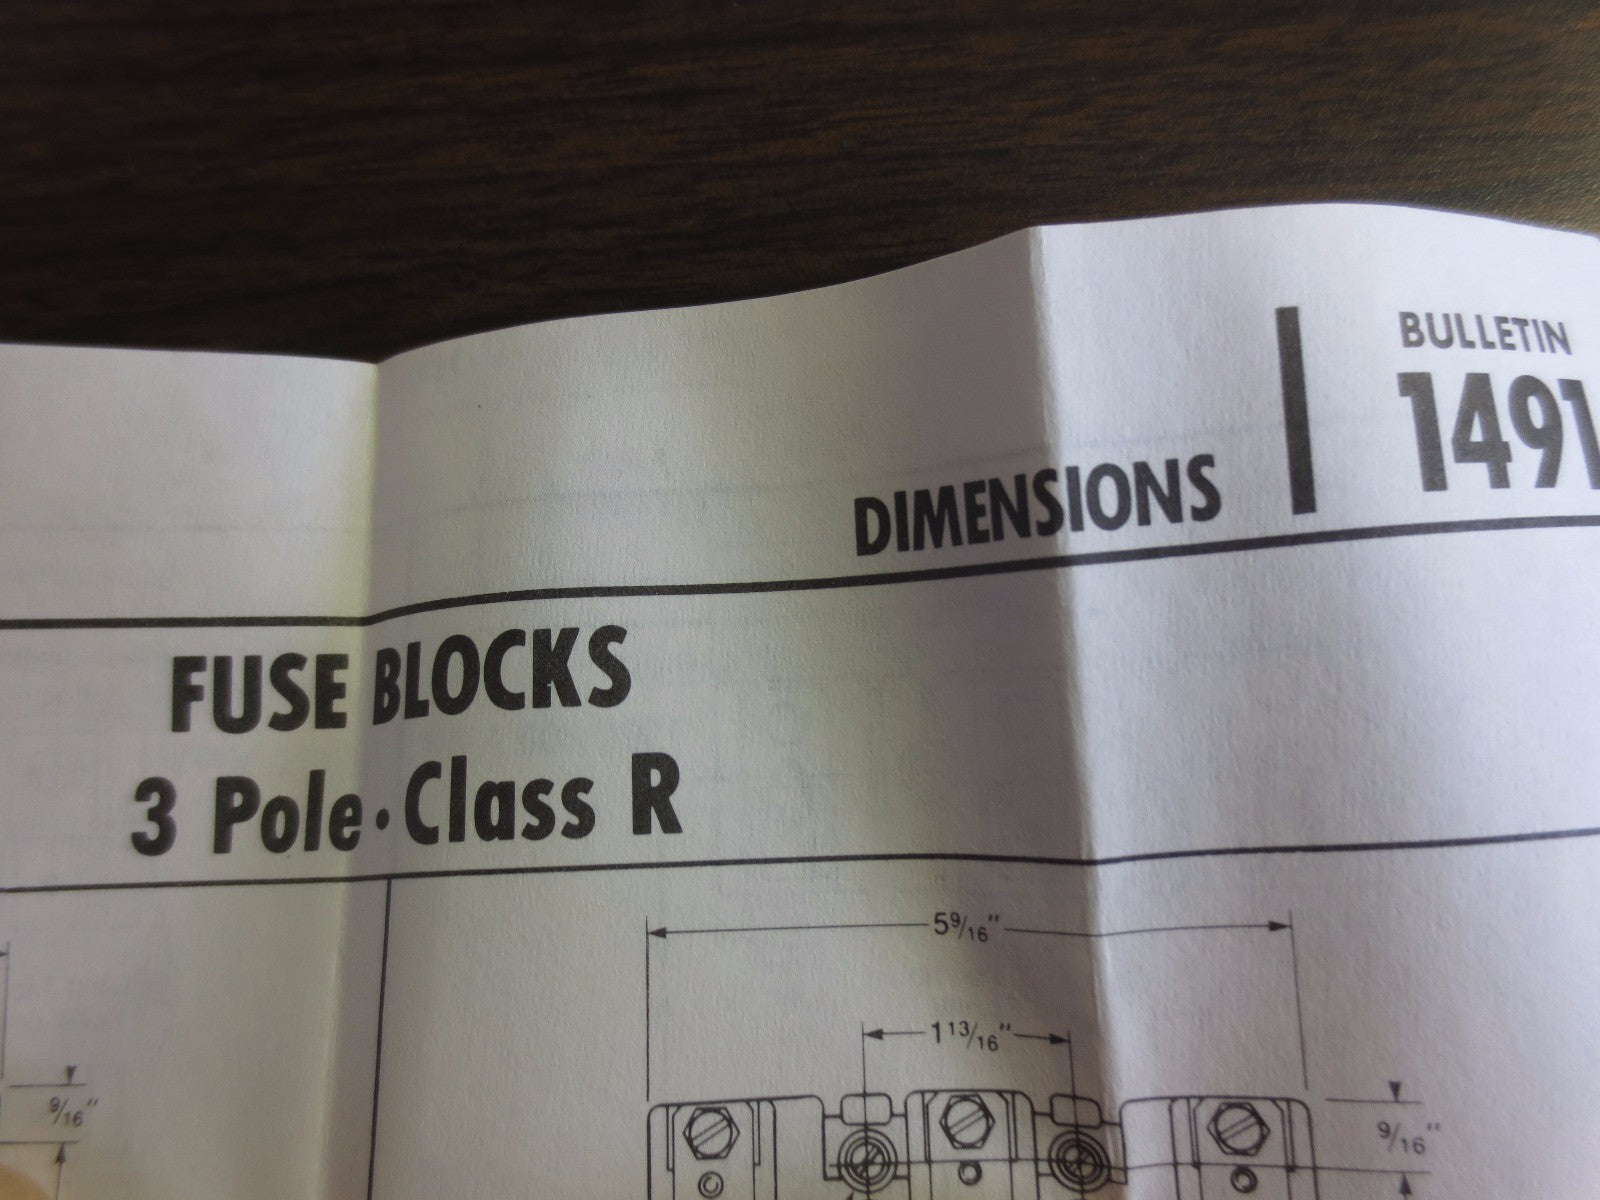 BULLETIN
1491
DIMENSIONS
FUSE BLOCKS
3 Pole · Class R
5 9/16"
1 13/16"
9/16"
9/16"